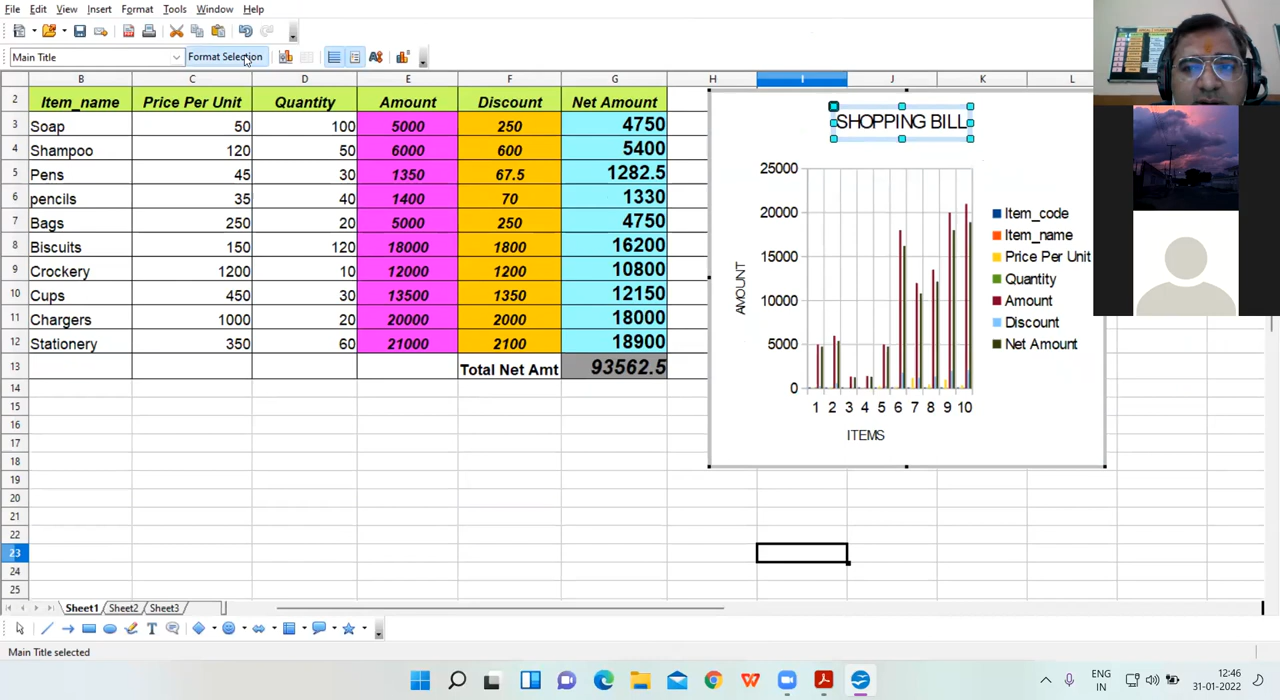 File Edit View Insert Format Tools Window Help
Main Title Format Selection
B C D E F G H I J K L
2 Item_name Price Per Unit Quantity Amount Discount Net Amount
3 Soap 50 100 5000 250 4750
4 Shampoo 120 50 6000 600 5400
5 Pens 45 30 1350 67.5 1282.5
6 pencils 35 40 1400 70 1330
7 Bags 250 20 5000 250 4750
8 Biscuits 150 120 18000 1800 16200
9 Crockery 1200 10 12000 1200 10800
10 Cups 450 30 13500 1350 12150
11 Chargers 1000 20 20000 2000 18000
12 Stationery 350 60 21000 2100 18900
13 Total Net Amt 93562.5
14
15
16
17
18
19
20
21
22
23
24
25
SHOPPING BILL
25000
20000
15000
10000
5000
0
AMOUNT
1 2 3 4 5 6 7 8 9 10
ITEMS
Item_code
Item_name
Price Per Unit
Quantity
Amount
Discount
Net Amount
Sheet1 Sheet2 Sheet3
Main Title selected
ENG
IN
12:46
31-01-2022